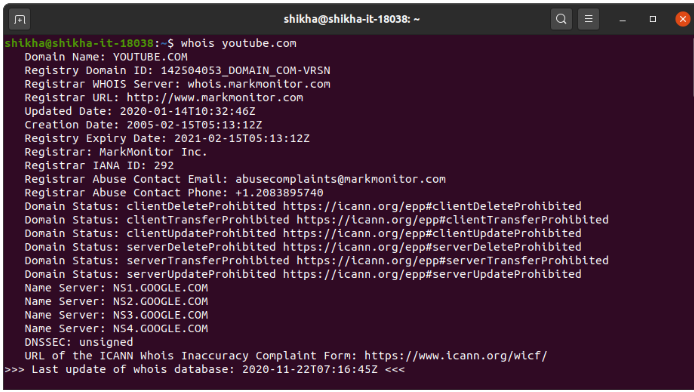 shikha@shikha-it-18038: ~
shikha@shikha-it-18038:~$ whois youtube.com
Domain Name: YOUTUBE.COM
Registry Domain ID: 142504053_DOMAIN_COM-VRSN
Registrar WHOIS Server: whois.markmonitor.com
Registrar URL: http://www.markmonitor.com
Updated Date: 2020-01-14T10:32:46Z
Creation Date: 2005-02-15T05:13:12Z
Registry Expiry Date: 2021-02-15T05:13:12Z
Registrar: MarkMonitor Inc.
Registrar IANA ID: 292
Registrar Abuse Contact Email: abusecomplaints@markmonitor.com
Registrar Abuse Contact Phone: +1.2083895740
Domain Status: clientDeleteProhibited https://icann.org/epp#clientDeleteProhibited
Domain Status: clientTransferProhibited https://icann.org/epp#clientTransferProhibited
Domain Status: clientUpdateProhibited https://icann.org/epp#clientUpdateProhibited
Domain Status: serverDeleteProhibited https://icann.org/epp#serverDeleteProhibited
Domain Status: serverTransferProhibited https://icann.org/epp#serverTransferProhibited
Domain Status: serverUpdateProhibited https://icann.org/epp#serverUpdateProhibited
Name Server: NS1.GOOGLE.COM
Name Server: NS2.GOOGLE.COM
Name Server: NS3.GOOGLE.COM
Name Server: NS4.GOOGLE.COM
DNSSEC: unsigned
URL of the ICANN Whois Inaccuracy Complaint Form: https://www.icann.org/wicf/
>>> Last update of whois database: 2020-11-22T07:16:45Z <<<